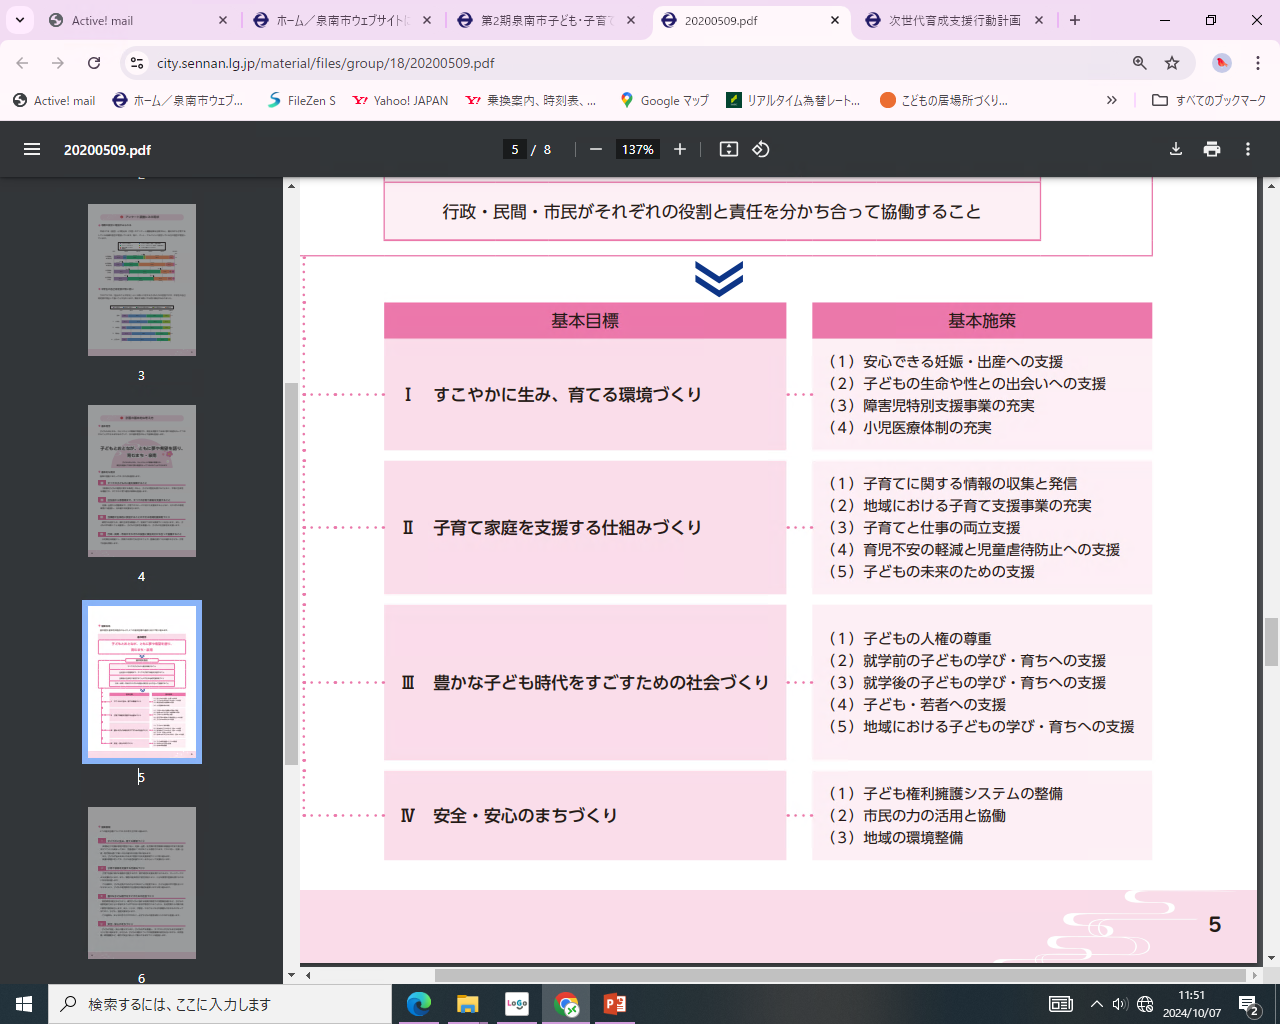 Active! mail
ホーム／泉南市ウェブサイトに
第2期泉南市子ども・子育て
20200509.pdf
次世代育成支援行動計画
city.sennan.lg.jp/material/files/group/18/20200509.pdf
Active! mail
ホーム／泉南市ウェブ...
FileZen S
Yahoo! JAPAN
乗換案内、時刻表、...
Google マップ
リアルタイム為替レート...
こどもの居場所づくり...
すべてのブックマーク
20200509.pdf
5 / 8
137%
行政・民間・市民がそれぞれの役割と責任を分かち合って協働すること
基本目標
基本施策
Ⅰ すこやかに生み、育てる環境づくり
（1）安心できる妊娠・出産への支援
（2）子どもの生命や性との出会いへの支援
（3）障害児特別支援事業の充実
（4）小児医療体制の充実
Ⅱ 子育て家庭を支援する仕組みづくり
（1）子育てに関する情報の収集と発信
（2）地域における子育て支援事業の充実
（3）子育てと仕事の両立支援
（4）育児不安の軽減と児童虐待防止への支援
（5）子どもの未来のための支援
Ⅲ 豊かな子ども時代をすごすための社会づくり
（1）子どもの人権の尊重
（2）就学前の子どもの学び・育ちへの支援
（3）就学後の子どもの学び・育ちへの支援
（4）子ども・若者への支援
（5）地域における子どもの学び・育ちへの支援
Ⅳ 安全・安心のまちづくり
（1）子ども権利擁護システムの整備
（2）市民の力の活用と協働
（3）地域の環境整備
5
3
4
子どもとおとなが、ともに夢や希望を語り、
5
6
検索するには、ここに入力します
LoGo
11:51
2024/10/07
2